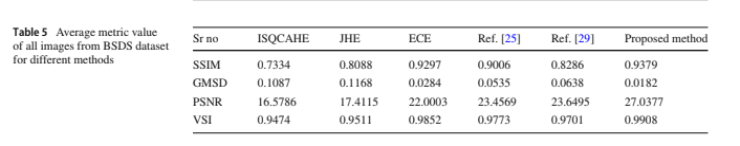 Table 5 Average metric value
of all images from BSDS dataset
for different methods
Sr no ISQCAHE JHE ECE Ref. [25] Ref. [29] Proposed method
SSIM 0.7334 0.8088 0.9297 0.9006 0.8286 0.9379
GMSD 0.1087 0.1168 0.0284 0.0535 0.0638 0.0182
PSNR 16.5786 17.4115 22.0003 23.4569 23.6495 27.0377
VSI 0.9474 0.9511 0.9852 0.9773 0.9701 0.9908